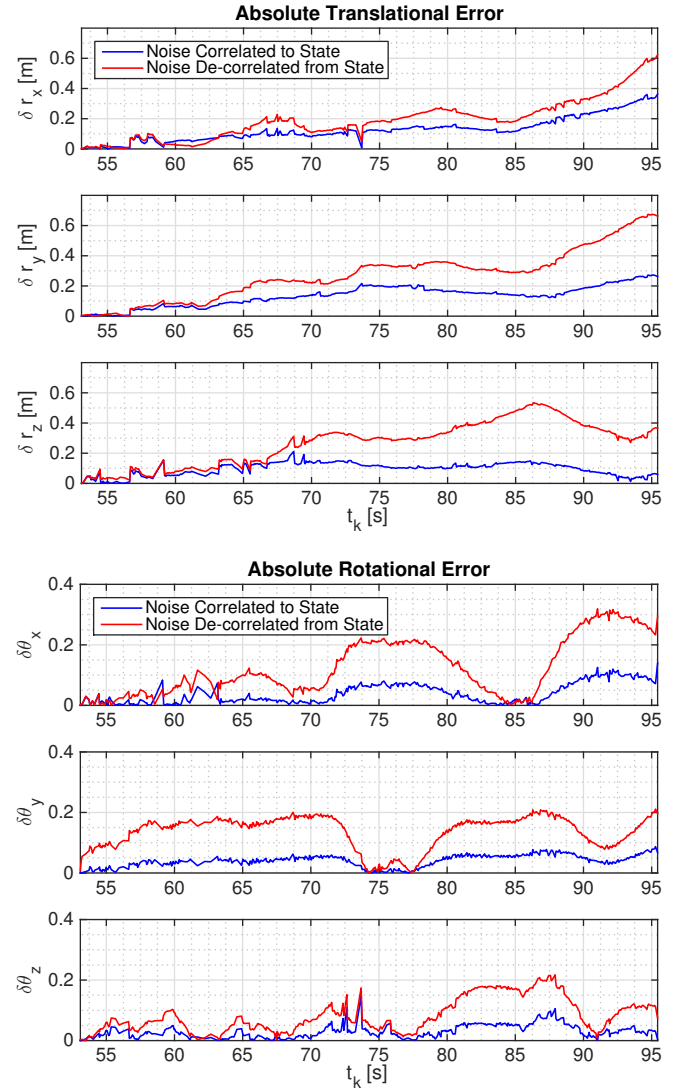 Absolute Translational Error
Noise Correlated to State
Noise De-correlated from State
δ r_x [m]
0.6
0.4
0.2
0
55 60 65 70 75 80 85 90 95
δ r_y [m]
0.6
0.4
0.2
0
55 60 65 70 75 80 85 90 95
δ r_z [m]
0.6
0.4
0.2
0
55 60 65 70 75 80 85 90 95
t_k [s]
Absolute Rotational Error
Noise Correlated to State
Noise De-correlated from State
δθ_x
0.4
0.2
0
55 60 65 70 75 80 85 90 95
δθ_y
0.4
0.2
0
55 60 65 70 75 80 85 90 95
δθ_z
0.4
0.2
0
55 60 65 70 75 80 85 90 95
t_k [s]